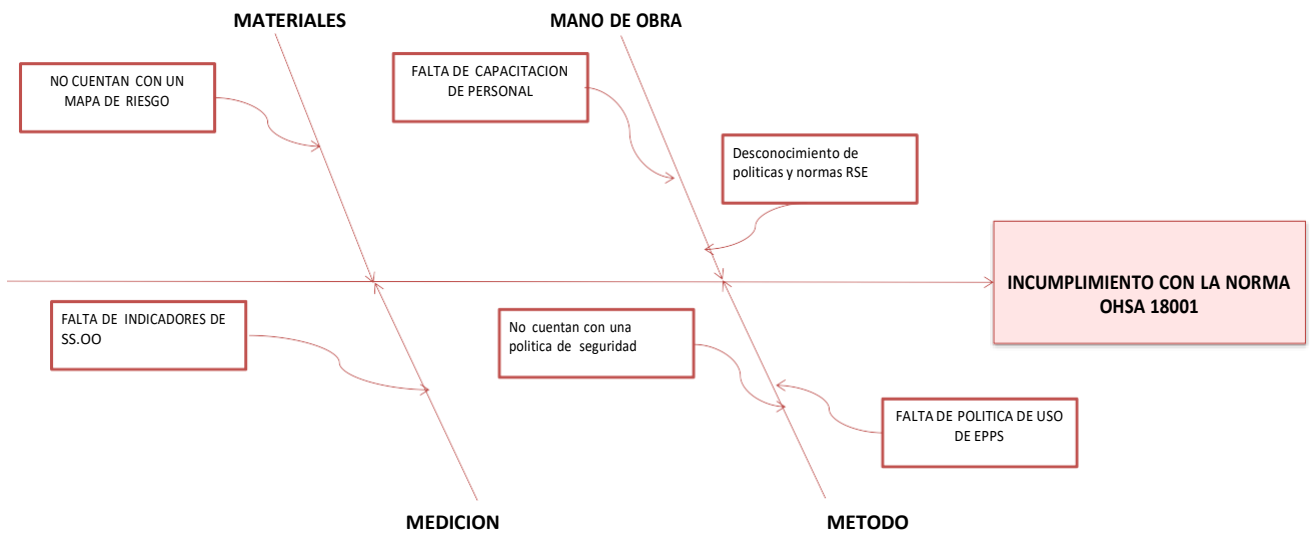 MATERIALES
MANO DE OBRA
NO CUENTAN CON UN
MAPA DE RIESGO
FALTA DE CAPACITACION
DE PERSONAL
Desconocimiento de
politicas y normas RSE
INCUMPLIMIENTO CON LA NORMA
OHSA 18001
FALTA DE INDICADORES DE
SS.OO
No cuentan con una
politica de seguridad
FALTA DE POLITICA DE USO
DE EPPS
MEDICION
METODO